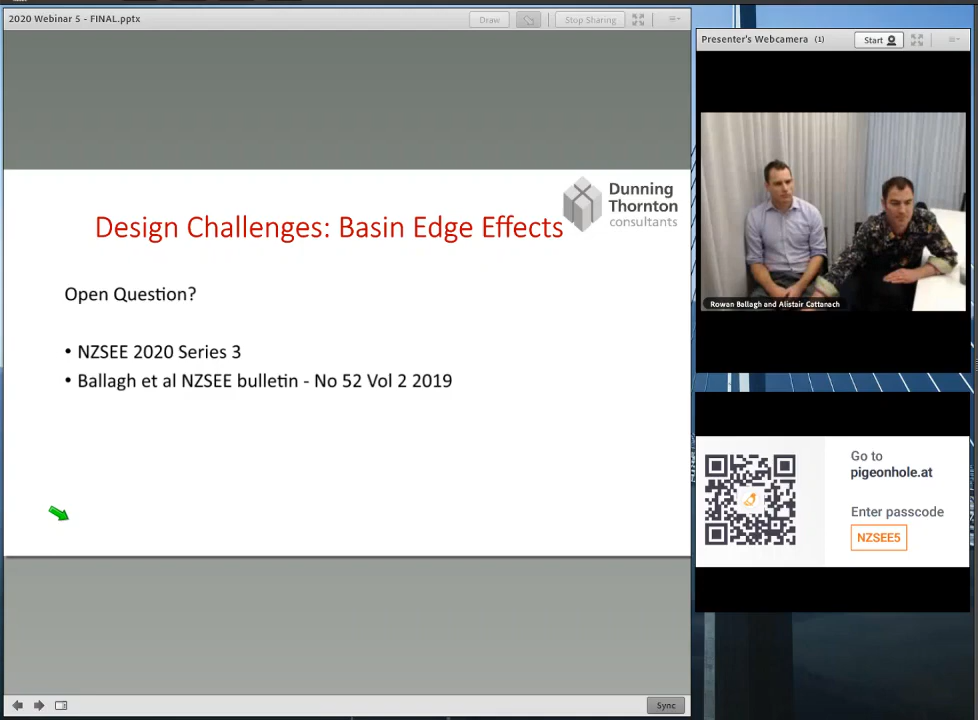 2020 Webinar 5 - FINAL.pptx
Draw
Stop Sharing
Presenter's Webcamera (1)
Start
Dunning
Thornton
consultants
Design Challenges: Basin Edge Effects
Open Question?
• NZSEE 2020 Series 3
• Ballagh et al NZSEE bulletin - No 52 Vol 2 2019
Rowan Ballagh and Alistair Cattanach
Go to
pigeonhole.at
Enter passcode
NZSEE5
Sync